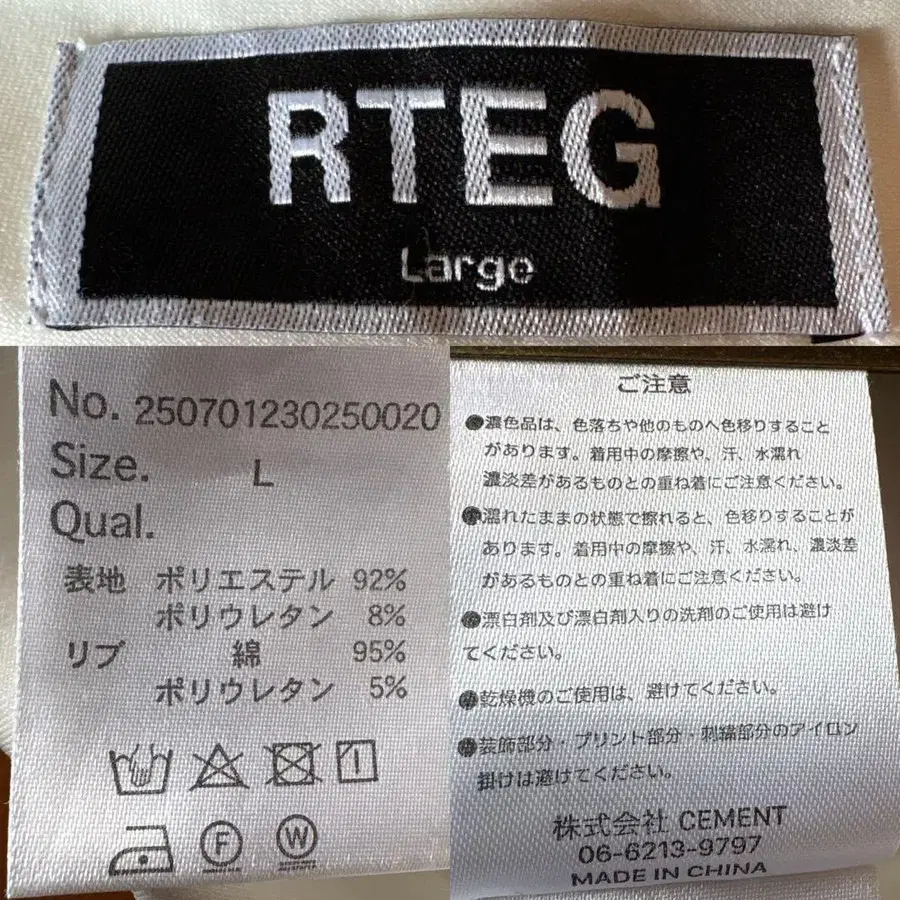 RTEG
Large
No. 250701230250020
Size. L
Qual.
表地 ポリエステル 92%
ポリウレタン 8%
リブ 綿 95%
ポリウレタン 5%
F W
ご注意
●濃色品は、色落ちや他のものへ色移りすること
があります。着用中の摩擦や、汗、水濡れ
濃淡差があるものとの重ね着にご注意ください。
●濡れたままの状態で擦れると、色移りすることが
あります。着用中の摩擦や、汗、水濡れ、濃淡差
があるものとの重ね着にご注意ください。
●漂白剤及び漂白剤入りの洗剤のご使用は避け
てください。
●乾燥機のご使用は、避けてください。
●装飾部分・プリント部分・刺繍部分のアイロン
掛けは避けてください。
株式会社 CEMENT
06-6213-9797
MADE IN CHINA